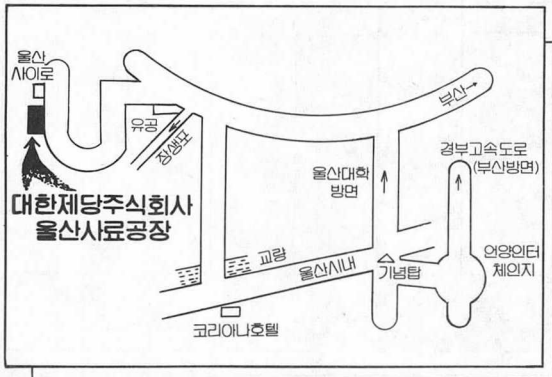 울산
사이로
유공
장생포
부산→
경부고속도로
(부산방면)
울산대학
방면
대한제당주식회사
울산사료공장
교량
울산시내
기념탑
언양인터
체인지
코리아나호텔